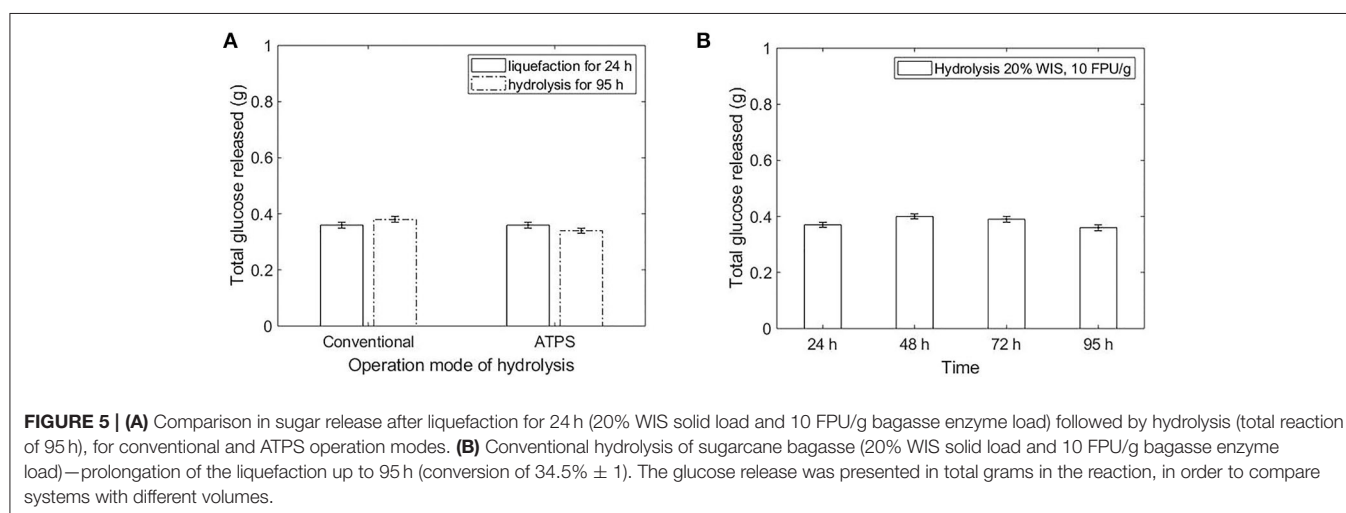 A
Total glucose released (g)
1
0.8
0.6
0.4
0.2
0
liquefaction for 24 h
hydrolysis for 95 h
Conventional
ATPS
Operation mode of hydrolysis
B
Total glucose released (g)
1
0.8
0.6
0.4
0.2
0
Hydrolysis 20% WIS, 10 FPU/g
24 h
48 h
72 h
95 h
Time
FIGURE 5 | (A) Comparison in sugar release after liquefaction for 24 h (20% WIS solid load and 10 FPU/g bagasse enzyme load) followed by hydrolysis (total reaction
of 95 h), for conventional and ATPS operation modes. (B) Conventional hydrolysis of sugarcane bagasse (20% WIS solid load and 10 FPU/g bagasse enzyme
load)—prolongation of the liquefaction up to 95 h (conversion of 34.5% ± 1). The glucose release was presented in total grams in the reaction, in order to compare
systems with different volumes.